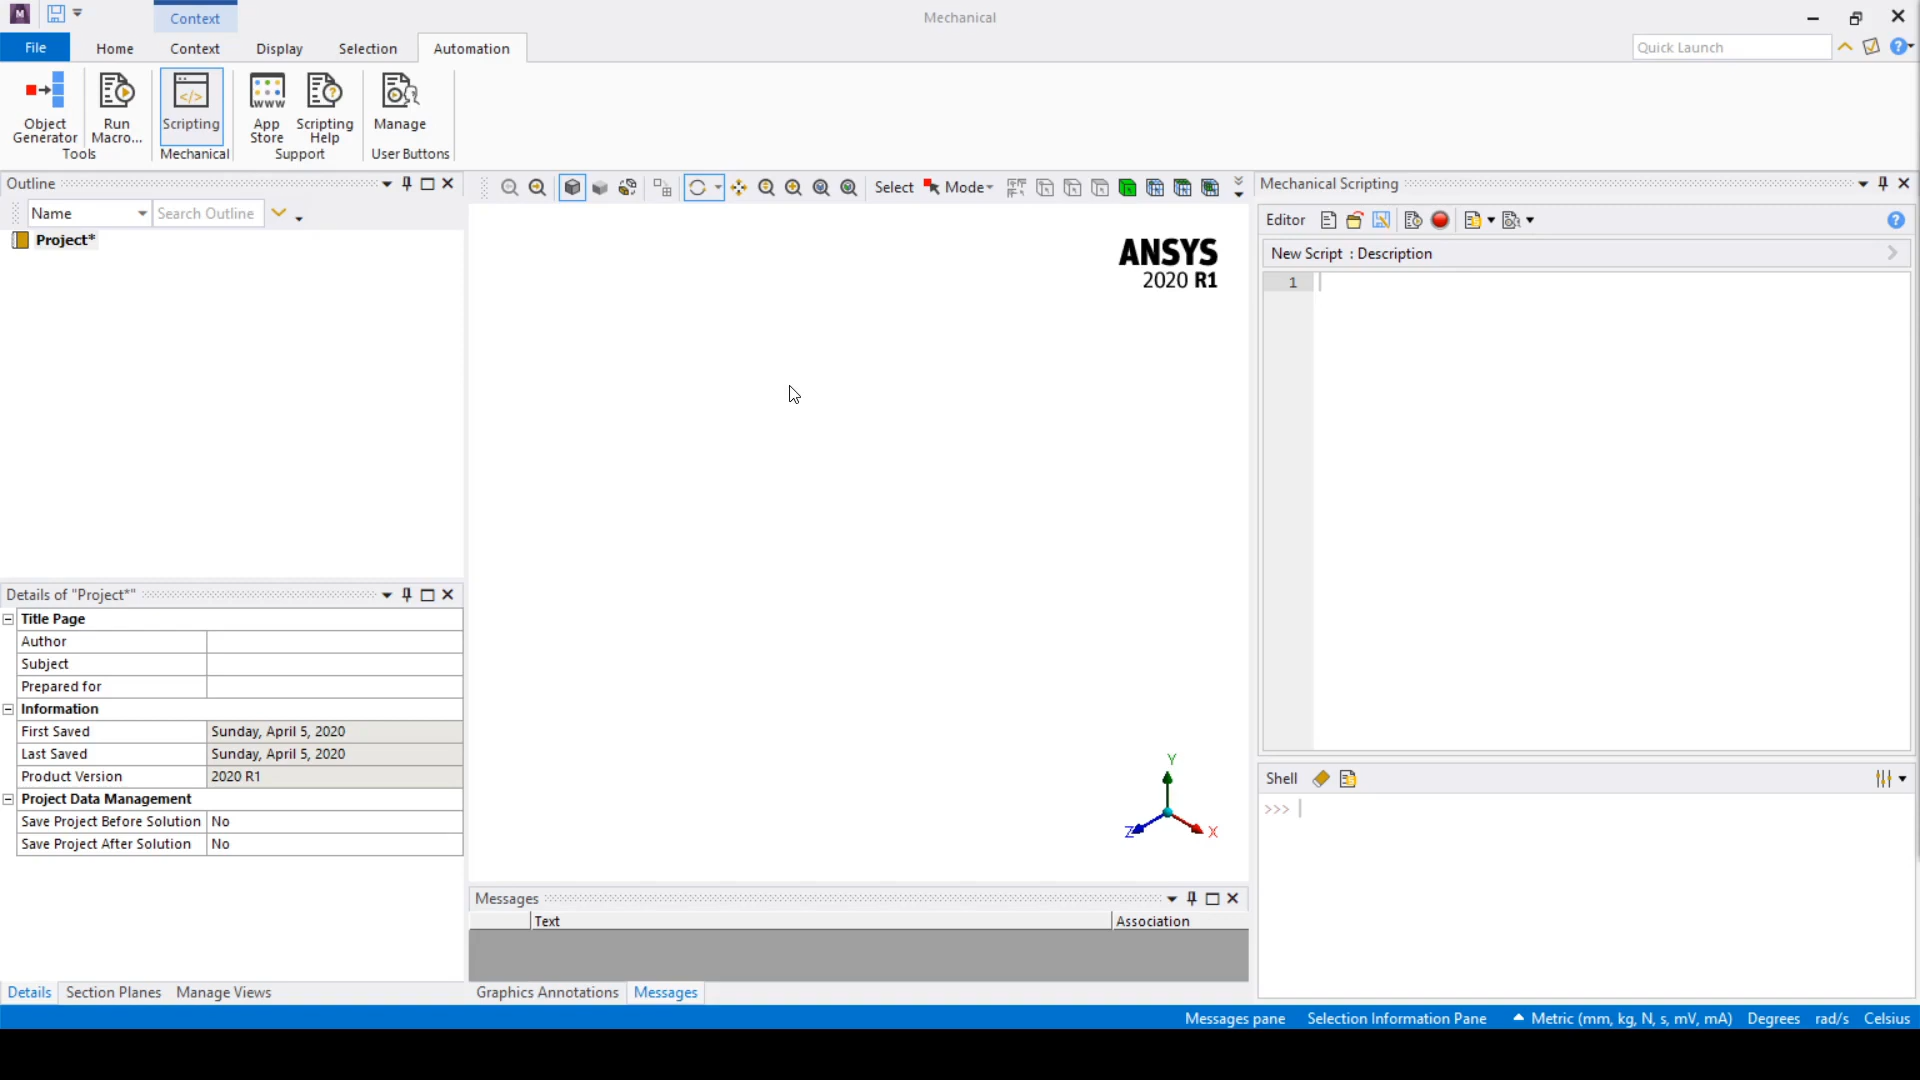 Context
Mechanical
File
Home
Context
Display
Selection
Automation
Quick Launch
Object Generator
Run Macro...
Scripting
App Store
Scripting Help
Manage
Tools
Mechanical
Support
User Buttons
Outline
Name
Search Outline
Project*
Select
Mode
ANSYS
2020 R1
Mechanical Scripting
Editor
New Script : Description
1
Details of "Project*"
Title Page
Author
Subject
Prepared for
Information
First Saved Sunday, April 5, 2020
Last Saved Sunday, April 5, 2020
Product Version 2020 R1
Project Data Management
Save Project Before Solution No
Save Project After Solution No
Y
Z
X
Shell
>>>
Messages
Text
Association
Details
Section Planes
Manage Views
Graphics Annotations
Messages
Messages pane
Selection Information Pane
Metric (mm, kg, N, s, mV, mA)
Degrees
rad/s
Celsius